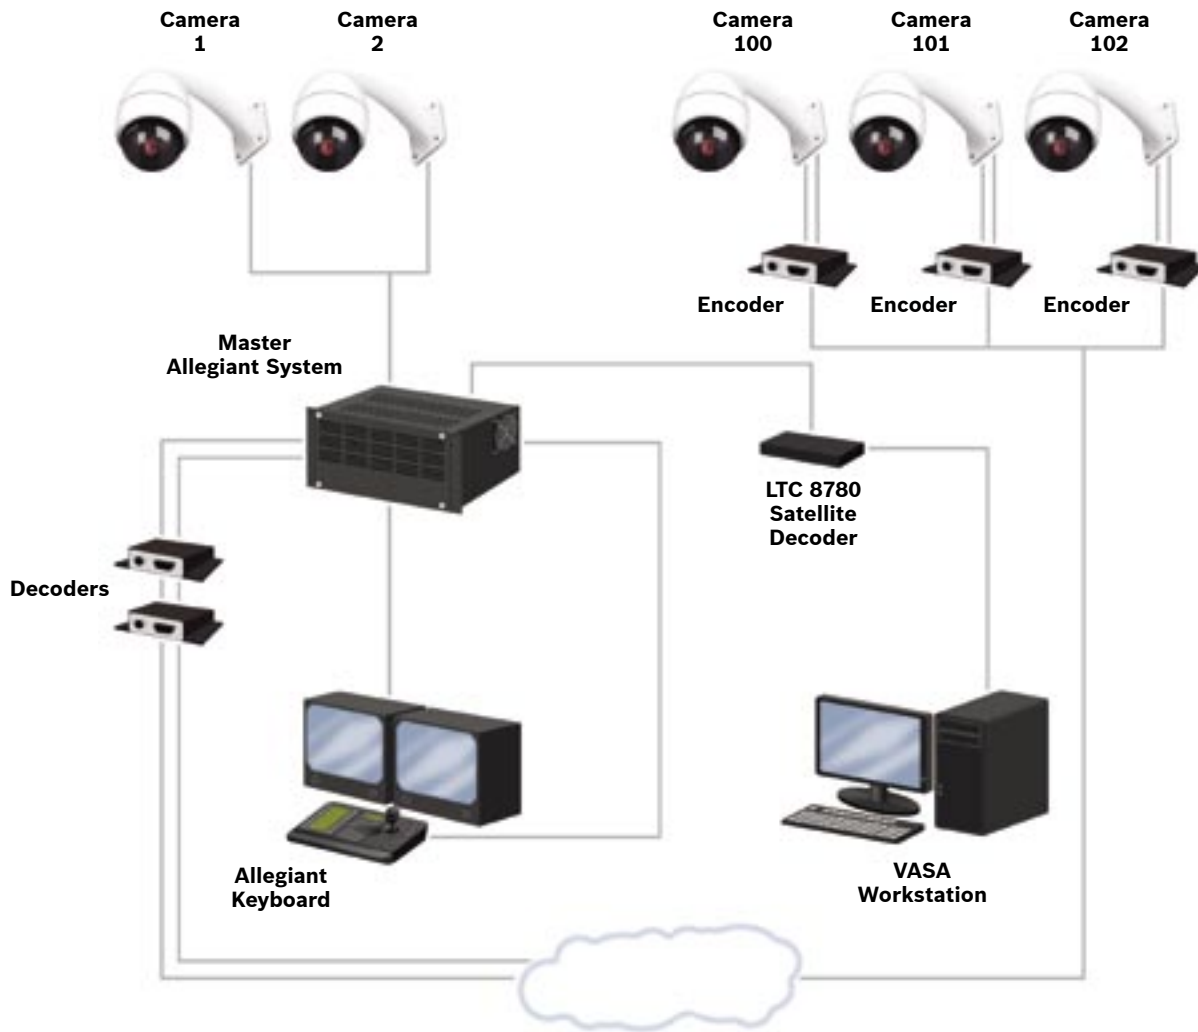 Camera
1
Camera
2
Camera
100
Camera
101
Camera
102
Encoder
Encoder
Encoder
Master
Allegiant System
LTC 8780
Satellite
Decoder
Decoders
Allegiant
Keyboard
VASA
Workstation